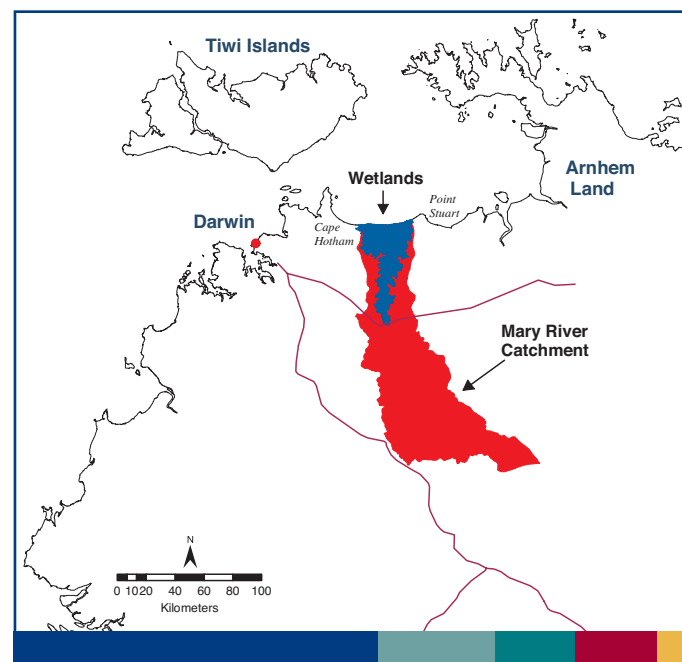 Tiwi Islands
Arnhem
Land
Wetlands
Point
Stuart
Darwin
Cape
Hotham
Mary River
Catchment
N
0 10 20 40 60 80 100
Kilometers